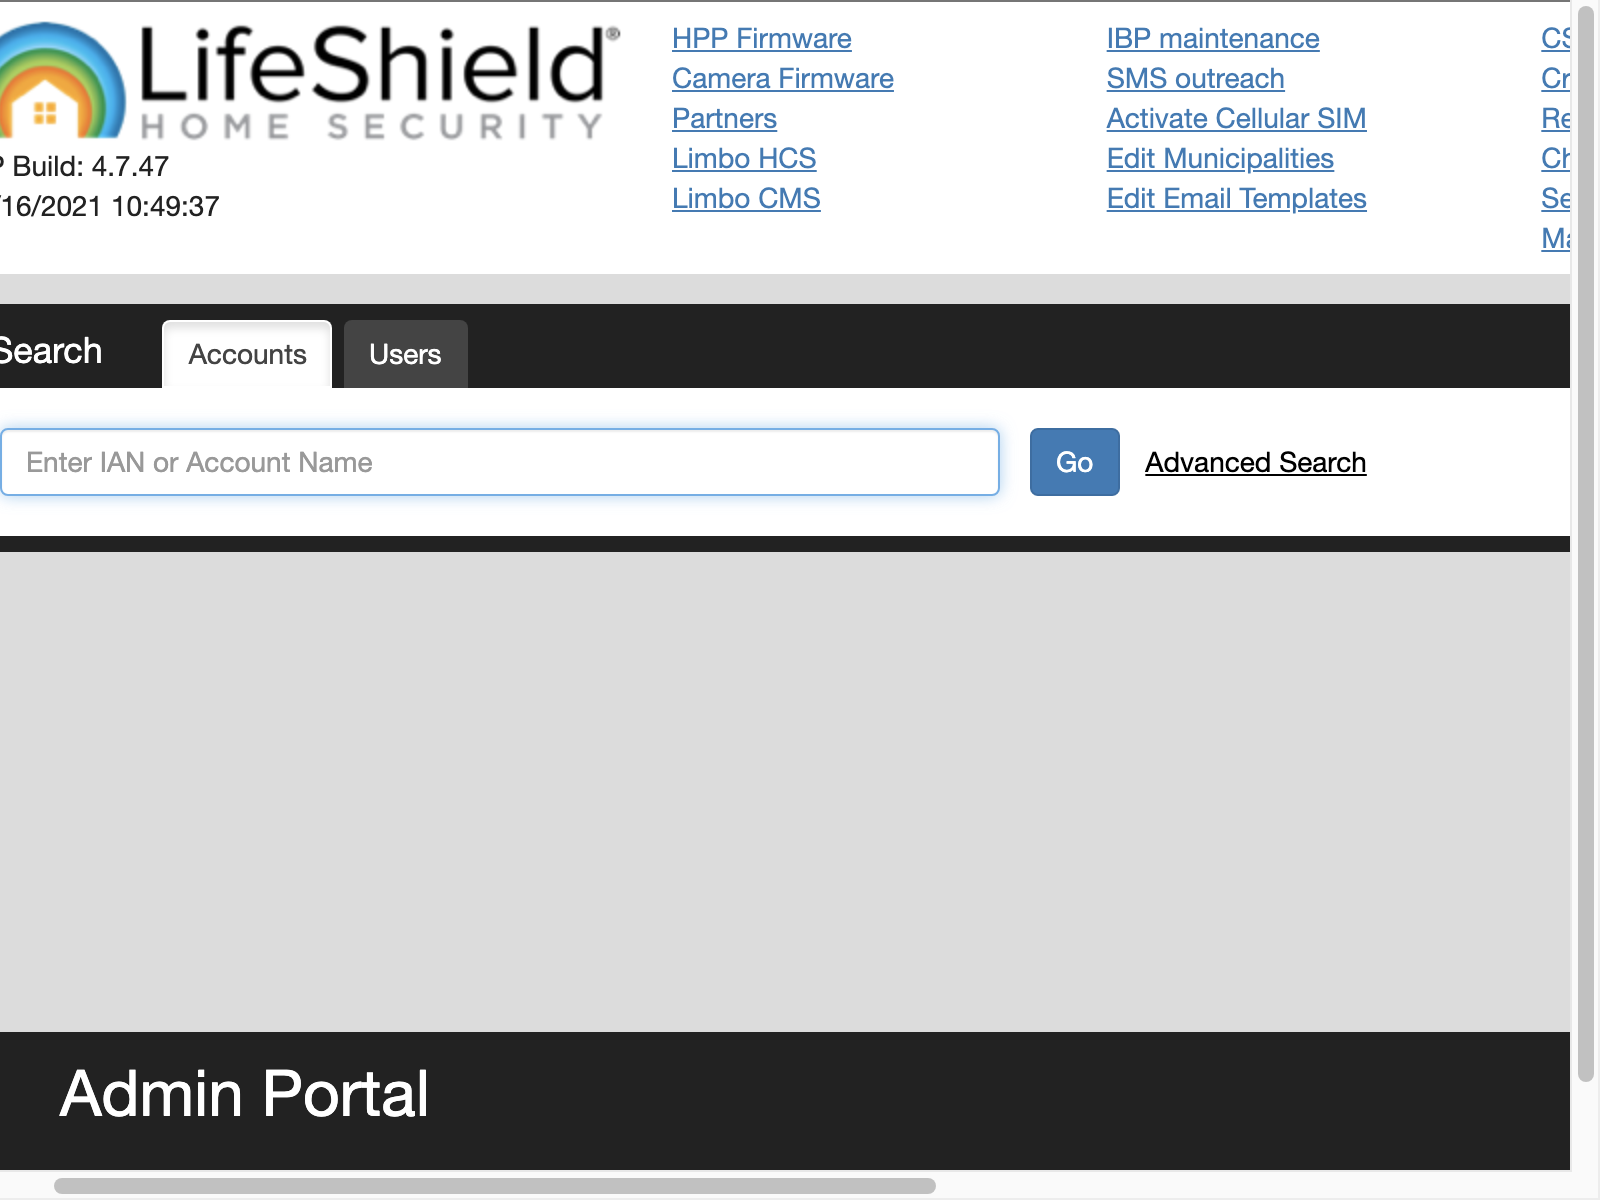 LifeShield®
HOME SECURITY
P Build: 4.7.47
/16/2021 10:49:37
HPP Firmware
Camera Firmware
Partners
Limbo HCS
Limbo CMS
IBP maintenance
SMS outreach
Activate Cellular SIM
Edit Municipalities
Edit Email Templates
CS
Cr
Re
Ch
Se
Ma
Search
Accounts
Users
Enter IAN or Account Name
Go
Advanced Search
Admin Portal